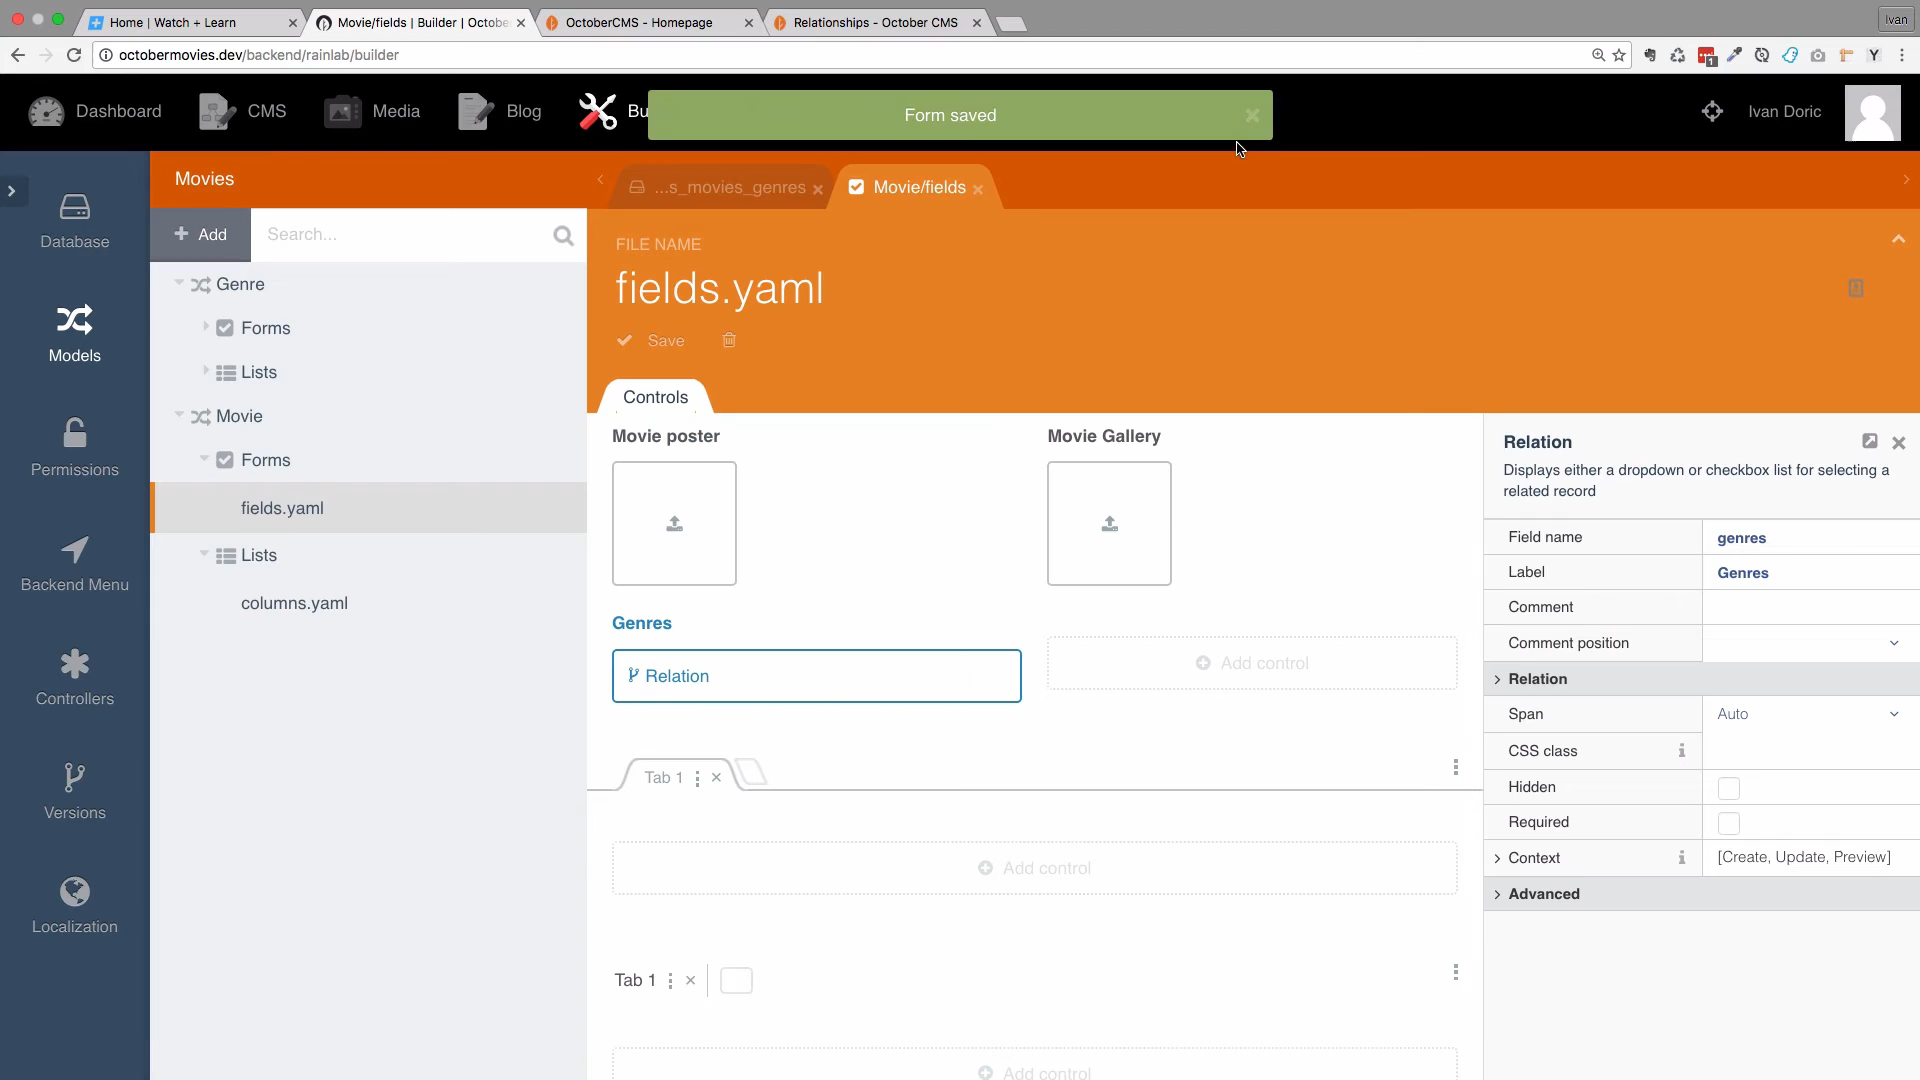 Home | Watch + Learn
Movie/fields | Builder | Octobe
OctoberCMS - Homepage
Relationships - October CMS
Ivan
octobermovies.dev/backend/rainlab/builder
1
Y
Dashboard
CMS
Media
Blog
Bu
Form saved
Ivan Doric
Movies
...s_movies_genres
Movie/fields
Add
Search...
FILE NAME
fields.yaml
Save
Controls
Database
Models
Permissions
Backend Menu
Controllers
Versions
Localization
Genre
Forms
Lists
Movie
Forms
fields.yaml
Lists
columns.yaml
Movie poster
Movie Gallery
Genres
Relation
Add control
Tab 1
Add control
Tab 1
Add control
Relation
Displays either a dropdown or checkbox list for selecting a
related record
Field name genres
Label Genres
Comment
Comment position
Relation
Span Auto
CSS class
Hidden
Required
Context [Create, Update, Preview]
Advanced